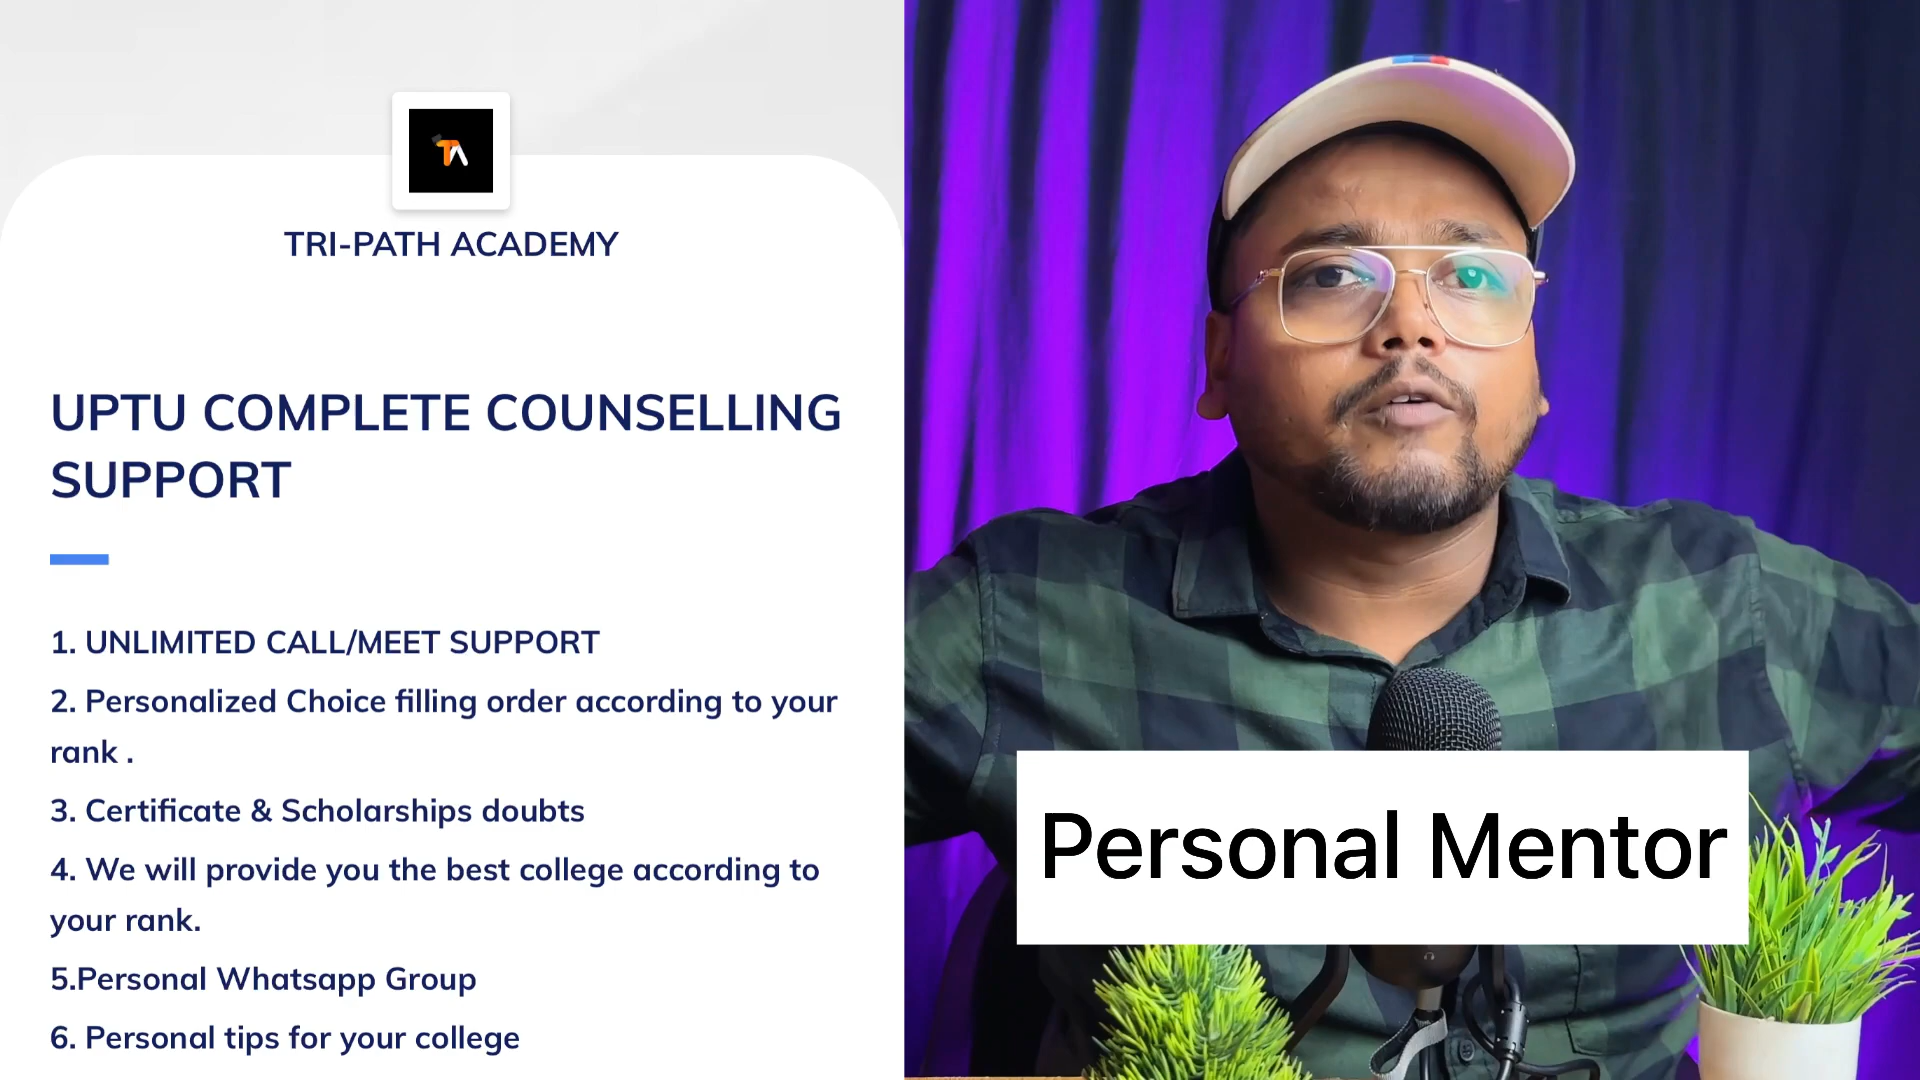 TA
TRI-PATH ACADEMY
UPTU COMPLETE COUNSELLING
SUPPORT
1. UNLIMITED CALL/MEET SUPPORT
2. Personalized Choice filling order according to your
rank .
3. Certificate & Scholarships doubts
4. We will provide you the best college according to
your rank.
5.Personal Whatsapp Group
6. Personal tips for your college
Personal Mentor